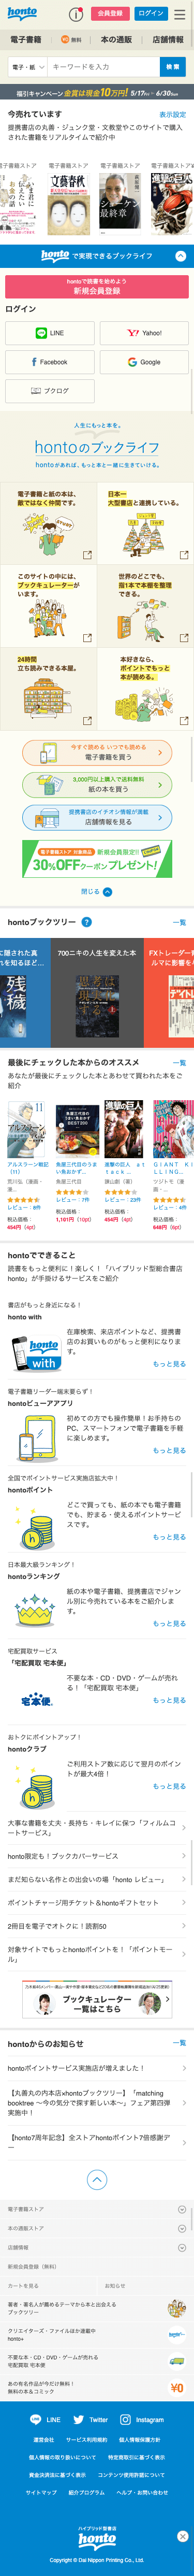 honto
会員登録
ログイン
電子書籍
無料
本の通販
店舗情報
電子・紙
キーワードを入力
検索
福引キャンペーン 金賞は現金10万円! 5/17Fri ▶ 6/30Sun
今売れています
表示設定
提携書店の丸善・ジュンク堂・文教堂やこのサイトで購入された書籍をリアルタイムで紹介中
電子書籍ストア
電子書籍ストア
電子書籍ストア
電子書籍ストア
文藝春秋
最終章
進撃の巨人
honto で実現できるブックライフ
hontoで読書を始めよう
新規会員登録
ログイン
LINE
Yahoo!
Facebook
Google
ブクログ
人生にもっと本を。
hontoのブックライフ
hontoがあれば、もっと本と一緒に生きていける。
電子書籍と紙の本は、
敵ではなく仲間です。
日本一
大型書店と連携している。
このサイトの中には、
ブックキュレーターが
います。
世界のどこでも、
指1本で本棚を整理
できる。
24時間
立ち読みできる本屋。
本好きなら、
ポイントでもっと
本が読める。
今すぐ読める いつでも読める
電子書籍を買う
3,000円以上購入で送料無料
紙の本を買う
提携書店のイチオシ情報が満載
店舗情報を見る
電子書籍ストア 対象商品 新規会員限定!!
30%OFFクーポンプレゼント!
閉じる
hontoブックツリー
一覧
に隠された真
れを知るほど…
700ニキの人生を変えた本
FXトレーダー
ルマに影響を
残穢
黒書
最後にチェックした本からのオススメ
一覧
あなたが最後にチェックした本とあわせて買われた本をご紹介
アルスラーン戦記
(11)
荒川弘（漫画・
レビュー：8件
税込価格：
454円（4pt）
魚屋三代目のうまい魚おかず...
魚屋三代目
レビュー：7件
税込価格：
1,101円（10pt）
進撃の巨人 attack ...
諫山創（著）
レビュー：23件
税込価格：
454円（4pt）
GIANT KILLING...
ツジトモ（漫画・...
レビュー：4件
税込価格：
648円（6pt）
hontoでできること
読書をもっと便利に！楽しく！「ハイブリッド型総合書店honto」が手掛けるサービスをご紹介
書店がもっと身近になる！
honto with
在庫検索、来店ポイントなど、提携書店のお買いものがもっと便利になります。
もっと見る
電子書籍リーダー端末要らず！
hontoビューアアプリ
初めての方でも操作簡単！お手持ちのPC、スマートフォンで電子書籍を手軽に楽しめます。
もっと見る
全国でポイントサービス実施店拡大中！
hontoポイント
どこで買っても、紙の本でも電子書籍でも、貯まる・使えるポイントサービスです。
もっと見る
日本最大級ランキング！
hontoランキング
紙の本や電子書籍、提携書店でジャンル別に今売れている本をご紹介します。
もっと見る
宅配買取サービス
「宅配買取 宅本便」
不要な本・CD・DVD・ゲームが売れる！「宅配買取 宅本便」
宅本便
もっと見る
おトクにポイントアップ！
hontoクラブ
ご利用ストア数に応じて翌月のポイントが最大4倍！
もっと見る
大事な書籍を丈夫・長持ち・キレイに保つ「フィルムコートサービス」
honto限定も！ブックカバーサービス
まだ知らない名作との出会いの場「honto レビュー」
ポイントチャージ用チケット＆hontoギフトセット
2冊目を電子でオトクに！読割50
対象サイトでもっとhontoポイントを！「ポイントモール」
ブックキュレーター
一覧はこちら
hontoからのお知らせ
一覧
hontoポイントサービス実施店が増えました！
【丸善丸の内本店×hontoブックツリー】「matching booktree ～今の気分で探す新しい本～」フェア第四弾実施中！
【honto7周年記念】全ストアhontoポイント7倍感謝デー
電子書籍ストア
本の通販ストア
店舗情報
新規会員登録（無料）
カートを見る
お知らせ
著者・著名人が薦めるテーマから本と出会える
ブックツリー
クリエイターズ・ファイルほか連載中
honto+
不要な本・CD・DVD・ゲームが売れる
宅配買取 宅本便
あの有名作品が今だけ無料！
無料の本＆コミック
¥0
LINE
Twitter
Instagram
運営会社
サービス利用規約
個人情報保護方針
個人情報の取り扱いについて
特定商取引に基づく表示
資金決済法に基づく表示
コンテンツ使用許諾について
サイトマップ
紹介プログラム
ヘルプ・お問い合わせ
ハイブリッド型書店
honto
Copyright © Dai Nippon Printing Co., Ltd.